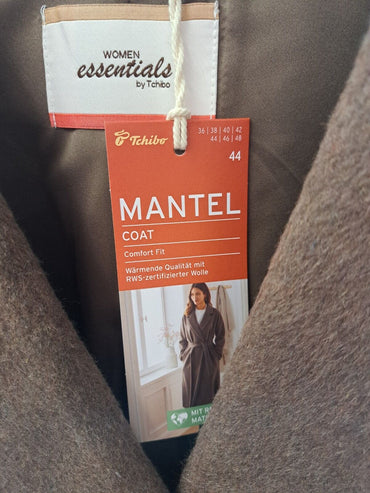 WOMEN
essentials
by Tchibo
Tchibo
36 | 38 | 40 | 42
44 | 46 | 48
44
MANTEL
COAT
Comfort Fit
Wärmende Qualität mit
RWS-zertifizierter Wolle
MIT